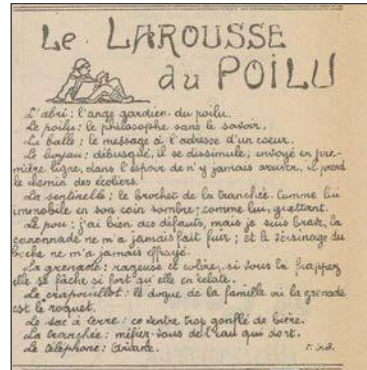 Le LAROUSSE
du POILU
L'abri : l'ange gardien du poilu.
Le poilu : le philosophe sans le savoir.
La balle : le message à l'adresse d'un cœur.
Le boyau : débusqué, il se dissimule ; envoyé en pre-
mière ligne, dans l'espoir de n'y jamais arriver, il prend
le chemin des écoliers.
La sentinelle : le brochet de la tranchée. Comme lui
immobile en son coin sombre ; comme lui, guettant.
Le pou : j'ai bien des défauts, mais je suis brave, la
canonnade ne m'a jamais fait fuir ; et le voisinage du
boche ne m'a jamais effrayé.
La grenade : rageuse et colère, si vous la frappez
elle se fâche si fort qu'elle en éclate.
Le crapouillot : le dogue de la famille où la grenade
est le roquet.
Le sac à terre : ce ventre trop gonflé de bière.
La tranchée : méfiez-vous de l'eau qui dort.
Le téléphone :